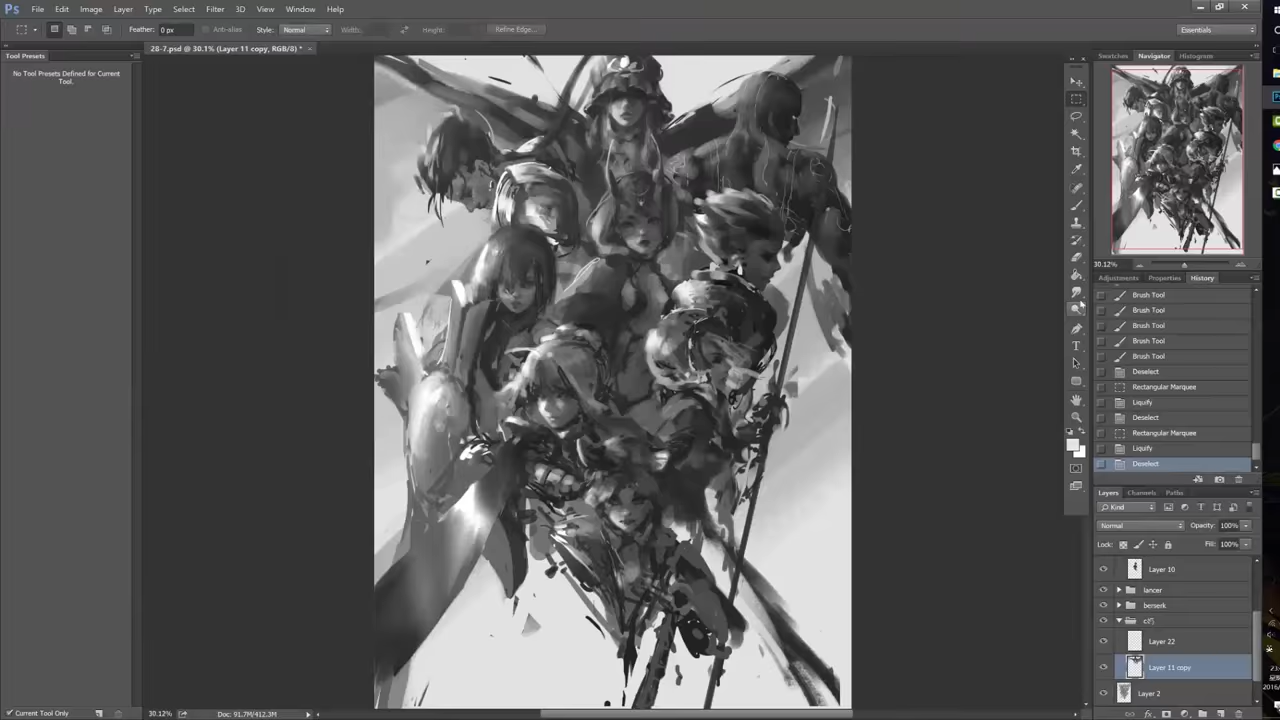 Ps File Edit Image Layer Type Select Filter 3D View Window Help
Feather: 0 px Anti-alias Style: Normal Width: Height: Refine Edge... Essentials
28-7.psd @ 30.1% (Layer 11 copy, RGB/8) * ×
Tool Presets
No Tool Presets Defined for Current
Tool.
Swatches Navigator Histogram
30.12%
Adjustments Properties History
Brush Tool
Brush Tool
Brush Tool
Brush Tool
Brush Tool
Deselect
Rectangular Marquee
Liquify
Deselect
Rectangular Marquee
Liquify
Deselect
Layers Channels Paths
Kind
Normal Opacity: 100%
Lock: Fill: 100%
Layer 10
lancer
berserk
Layer 22
Layer 11 copy
Layer 2
Current Tool Only
30.12% Doc: 91.7M/412.3M